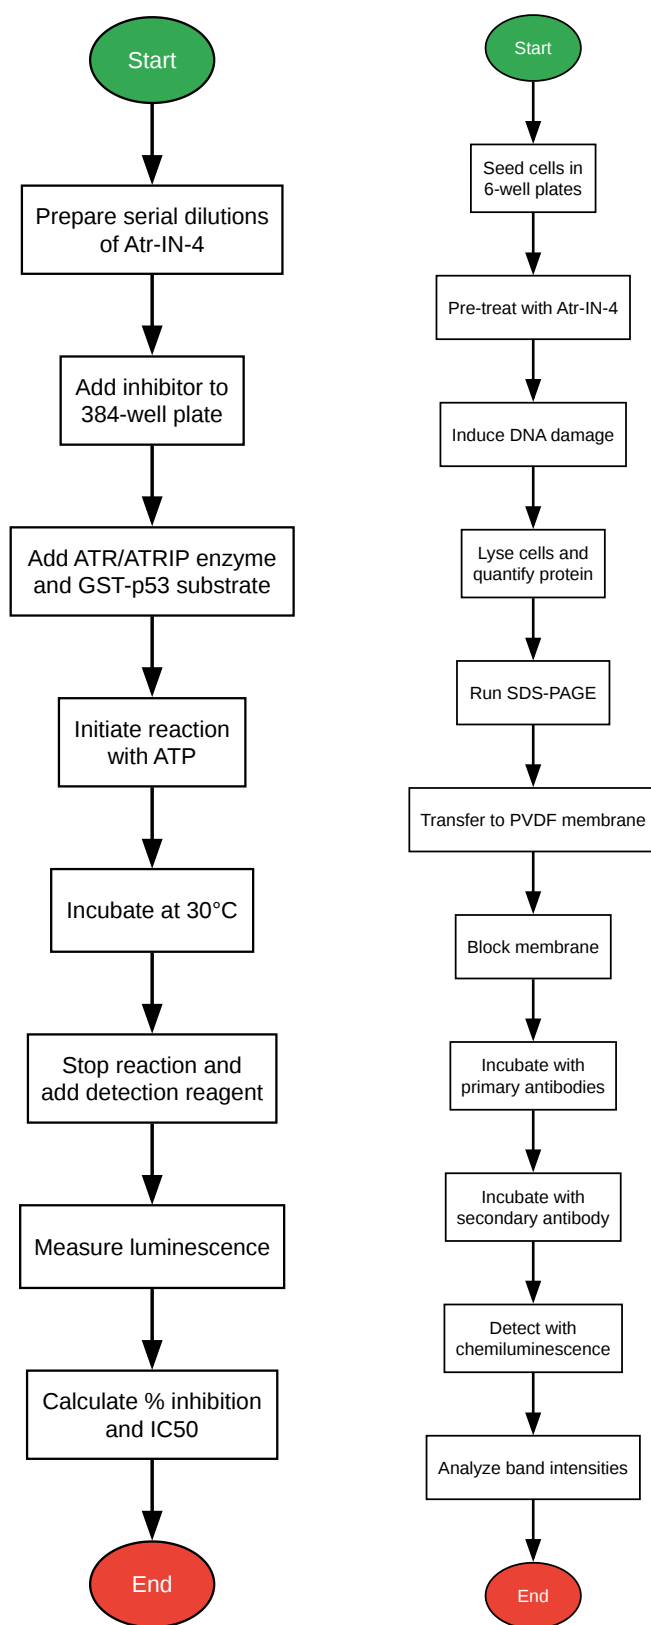 Start
Prepare serial dilutions
of Atr-IN-4
Add inhibitor to
384-well plate
Add ATR/ATRIP enzyme
and GST-p53 substrate
Initiate reaction
with ATP
Incubate at 30°C
Stop reaction and
add detection reagent
Measure luminescence
Calculate % inhibition
and IC50
End
Start
Seed cells in
6-well plates
Pre-treat with Atr-IN-4
Induce DNA damage
Lyse cells and
quantify protein
Run SDS-PAGE
Transfer to PVDF membrane
Block membrane
Incubate with
primary antibodies
Incubate with
secondary antibody
Detect with
chemiluminescence
Analyze band intensities
End